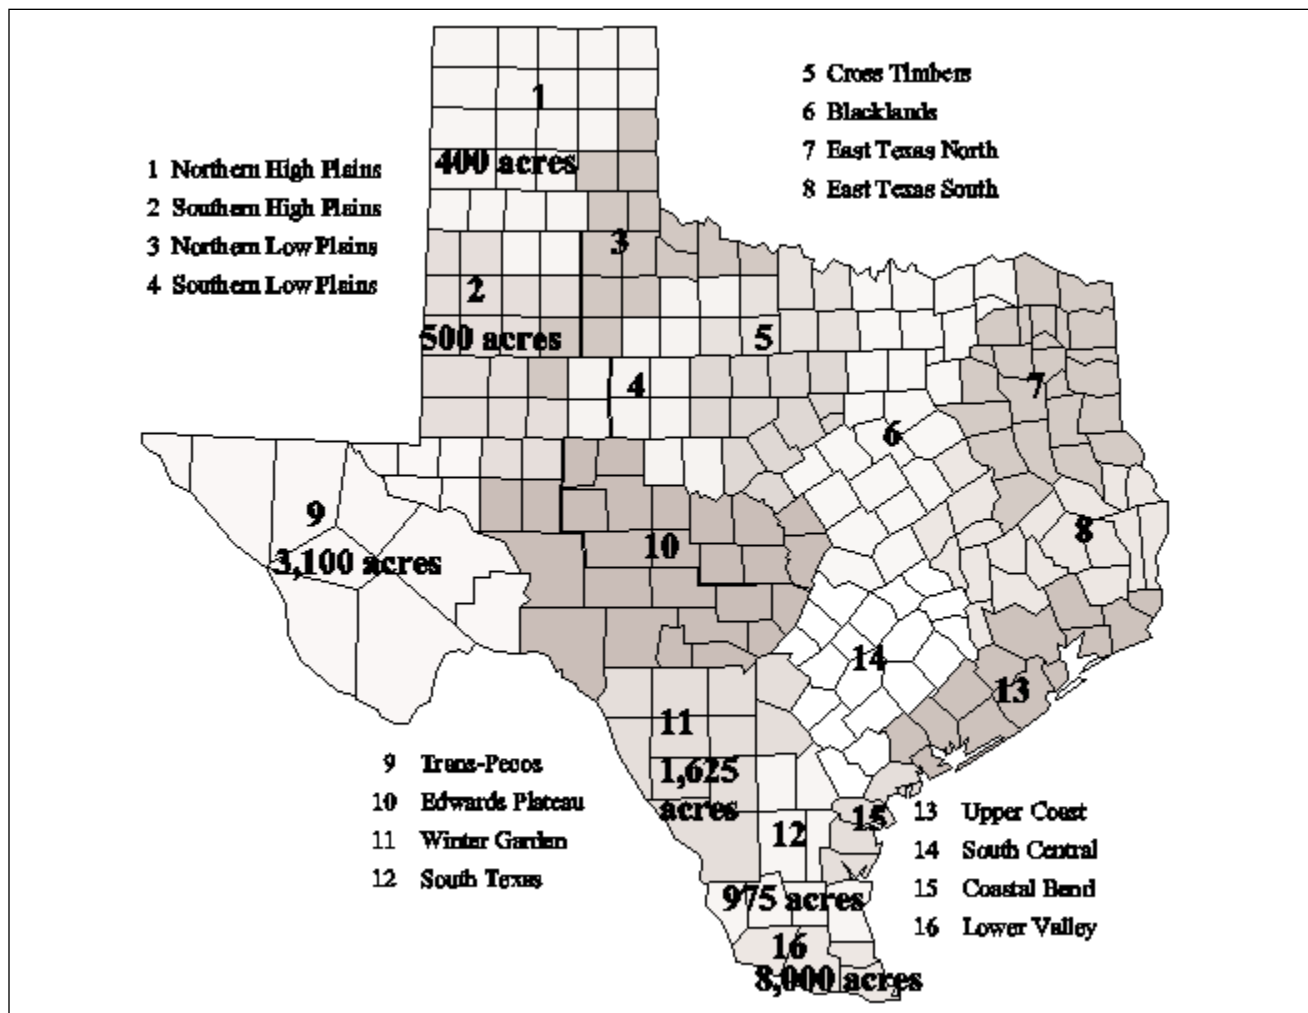 1
5 Cross Timbers
6 Blacklands
7 East Texas North
8 East Texas South
1 Northern High Plains
2 Southern High Plains
3 Northern Low Plains
4 Southern Low Plains
400 acres
3
2
500 acres
5
4
7
6
9
3,100 acres
10
8
14
13
11
1,625
acres
9 Trans-Pecos
10 Edwards Plateau
11 Winter Garden
12 South Texas
12
15
13 Upper Coast
14 South Central
15 Coastal Bend
16 Lower Valley
975 acres
16
8,000 acres